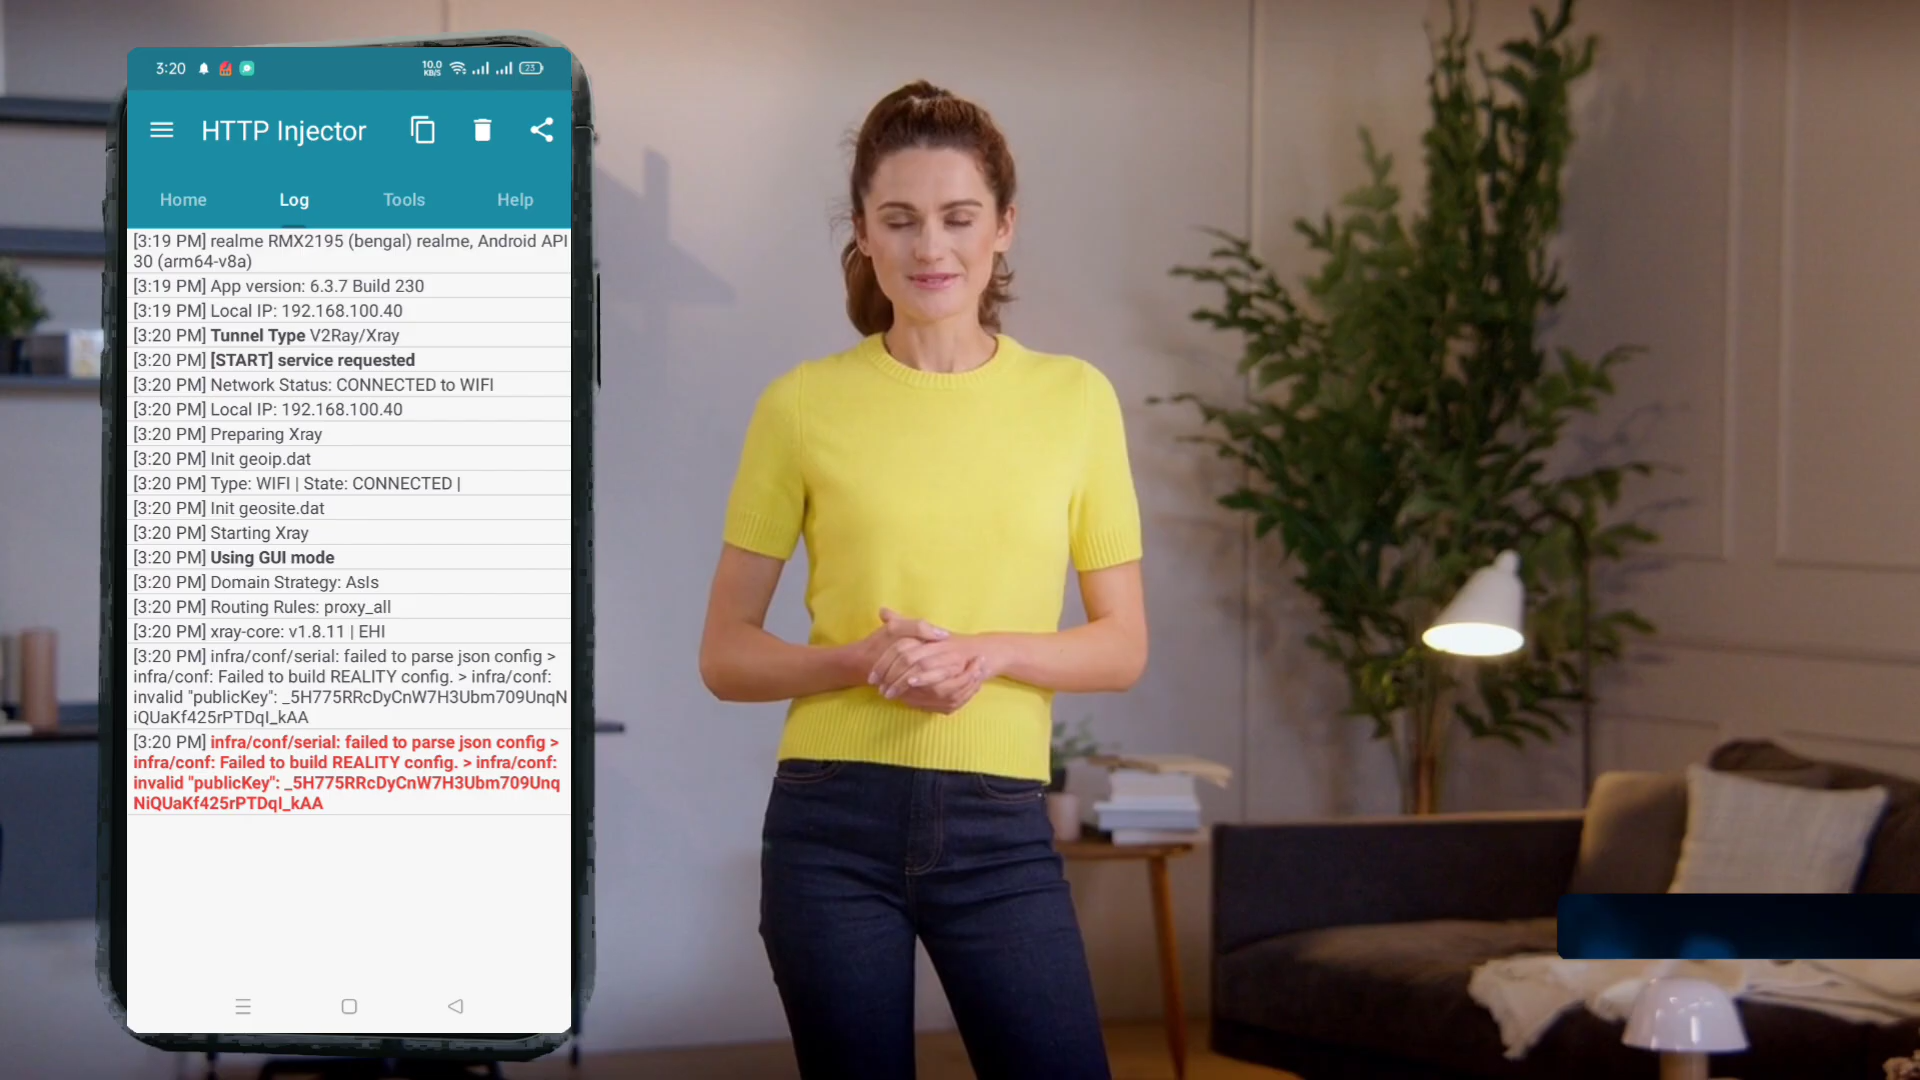 3:20
10.0
KB/S
23
HTTP Injector
Home Log Tools Help
[3:19 PM] realme RMX2195 (bengal) realme, Android API
30 (arm64-v8a)
[3:19 PM] App version: 6.3.7 Build 230
[3:19 PM] Local IP: 192.168.100.40
[3:20 PM] Tunnel Type V2Ray/Xray
[3:20 PM] [START] service requested
[3:20 PM] Network Status: CONNECTED to WIFI
[3:20 PM] Local IP: 192.168.100.40
[3:20 PM] Preparing Xray
[3:20 PM] Init geoip.dat
[3:20 PM] Type: WIFI | State: CONNECTED |
[3:20 PM] Init geosite.dat
[3:20 PM] Starting Xray
[3:20 PM] Using GUI mode
[3:20 PM] Domain Strategy: AsIs
[3:20 PM] Routing Rules: proxy_all
[3:20 PM] xray-core: v1.8.11 | EHI
[3:20 PM] infra/conf/serial: failed to parse json config >
infra/conf: Failed to build REALITY config. > infra/conf:
invalid "publicKey": _5H775RRcDyCnW7H3Ubm709UnqN
iQUaKf425rPTDqI_kAA
[3:20 PM] infra/conf/serial: failed to parse json config >
infra/conf: Failed to build REALITY config. > infra/conf:
invalid "publicKey": _5H775RRcDyCnW7H3Ubm709Unq
NiQUaKf425rPTDqI_kAA